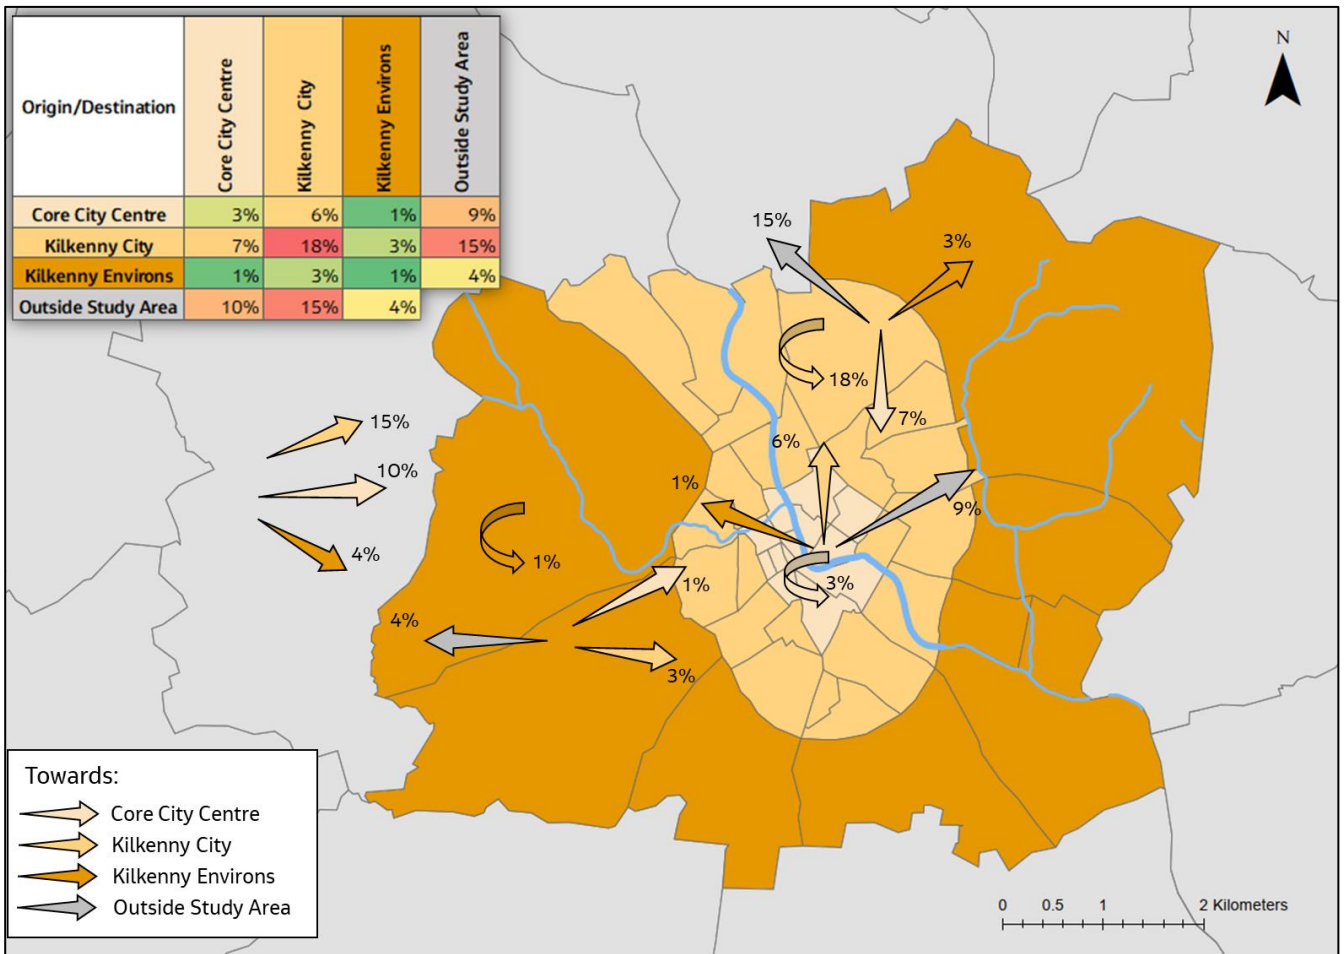 Origin/Destination
Core City Centre
Kilkenny City
Kilkenny Environs
Outside Study Area
Core City Centre 3% 6% 1% 9%
Kilkenny City 7% 18% 3% 15%
Kilkenny Environs 1% 3% 1% 4%
Outside Study Area 10% 15% 4%
N
15%
3%
18%
7%
15%
6%
10%
1%
9%
4%
1%
1%
3%
4%
3%
Towards:
Core City Centre
Kilkenny City
Kilkenny Environs
Outside Study Area
0 0.5 1 2 Kilometers